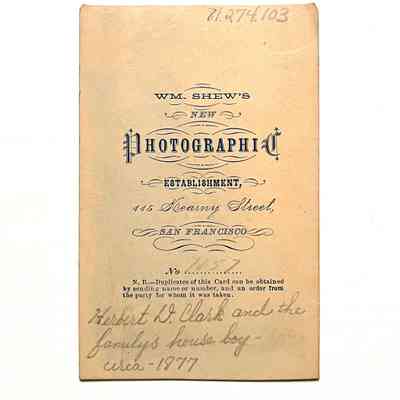 71.274.103
WM. SHEW'S
NEW
PHOTOGRAPHIC
ESTABLISHMENT,
115 Kearny Street,
SAN FRANCISCO
No 1157
N. B.—Duplicates of this Card can be obtained
by sending name or number, and an order from
the party for whom it was taken.
Herbert D. Clark and the
familys house boy-
circa-1877